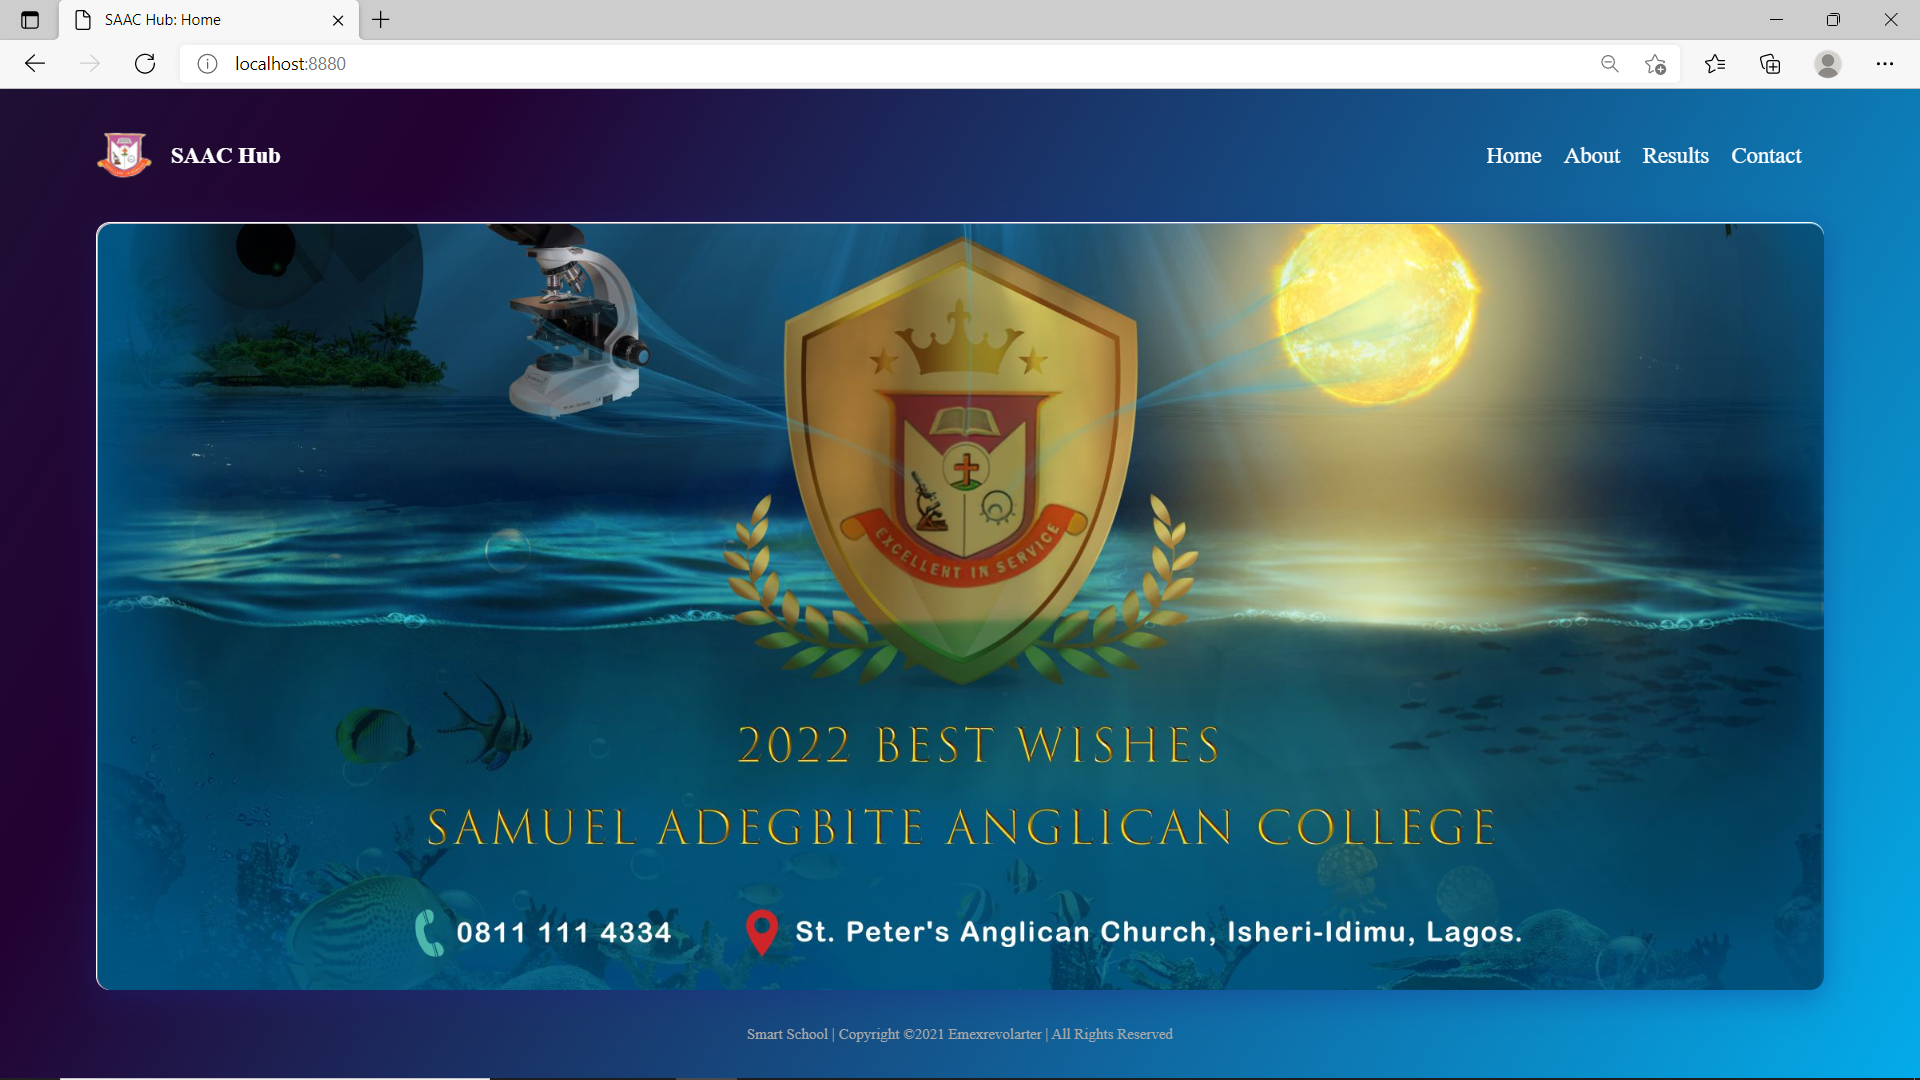 SAAC Hub: Home
localhost:8880
SAAC Hub
Home About Results Contact
EXCELLENT IN SERVICE
2022 BEST WISHES
SAMUEL ADEGBITE ANGLICAN COLLEGE
0811 111 4334 St. Peter's Anglican Church, Isheri-Idimu, Lagos.
Smart School | Copyright ©2021 Emexrevolarter | All Rights Reserved